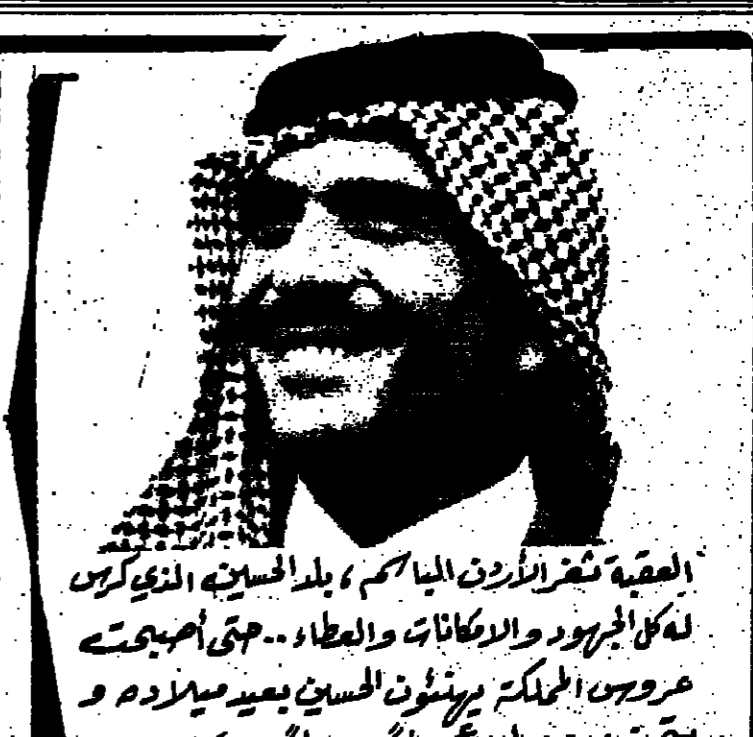 العقبة ثغر الأردن الباسم ، بلد الحسين الذي كرس
له كل الجهود والامكانات والعطاء .. حتى أصبحت
عروس المملكة يهنئون الحسين بعيد ميلاده و